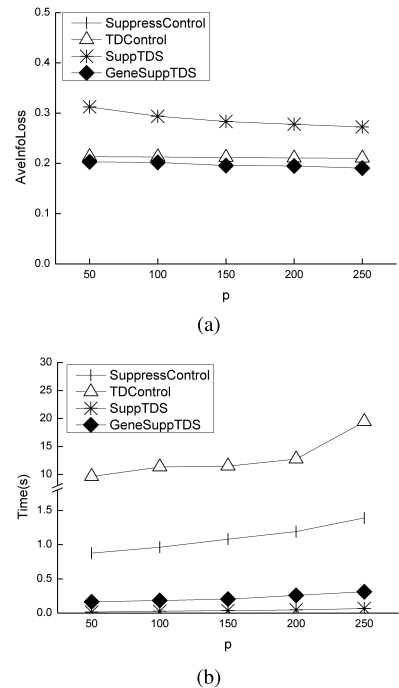 0.5
SuppressControl
TDControl
SuppTDS
GeneSuppTDS
0.4
0.3
0.2
0.1
0.0
AveInfoLoss
50 100 150 200 250
p
(a)
30
SuppressControl
TDControl
SuppTDS
GeneSuppTDS
25
20
15
10
1.5
1.0
0.5
0.0
Time(s)
50 100 150 200 250
p
(b)